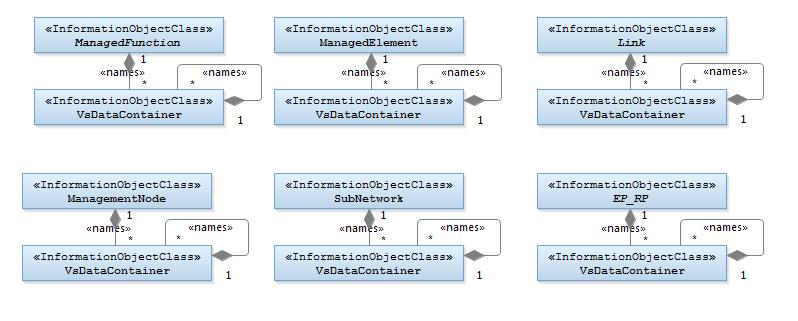 «InformationObjectClass»
ManagedFunction
1
«names»
«names»
*
*
«InformationObjectClass»
VsDataContainer
1
«InformationObjectClass»
ManagedElement
1
«names»
«names»
*
*
«InformationObjectClass»
VsDataContainer
1
«InformationObjectClass»
Link
1
«names»
«names»
*
*
«InformationObjectClass»
VsDataContainer
1
«InformationObjectClass»
ManagementNode
1
«names»
«names»
*
*
«InformationObjectClass»
VsDataContainer
1
«InformationObjectClass»
SubNetwork
1
«names»
«names»
*
*
«InformationObjectClass»
VsDataContainer
1
«InformationObjectClass»
EP_RP
1
«names»
«names»
*
*
«InformationObjectClass»
VsDataContainer
1